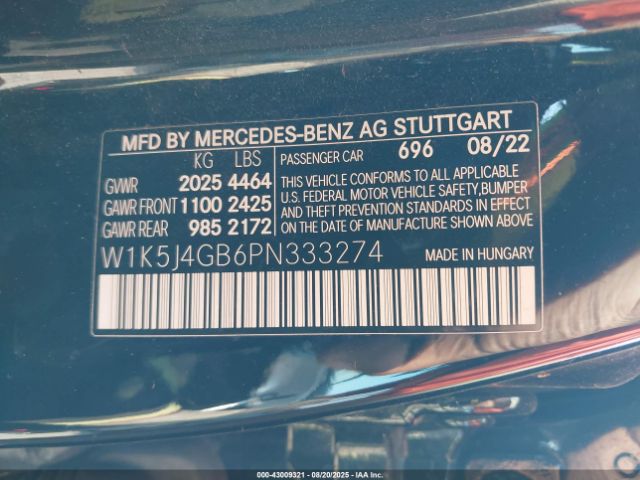 MFD BY MERCEDES-BENZ AG STUTTGART
KG LBS
PASSENGER CAR 696 08/22
GVWR 2025 4464
GAWR FRONT 1100 2425
GAWR REAR 985 2172
THIS VEHICLE CONFORMS TO ALL APPLICABLE
U.S. FEDERAL MOTOR VEHICLE SAFETY, BUMPER
AND THEFT PREVENTION STANDARDS IN EFFECT
ON THE DATE OF MANUFACTURE SHOWN ABOVE.
W1K5J4GB6PN333274
MADE IN HUNGARY
000-43009321 - 08/20/2025 - IAAI.com